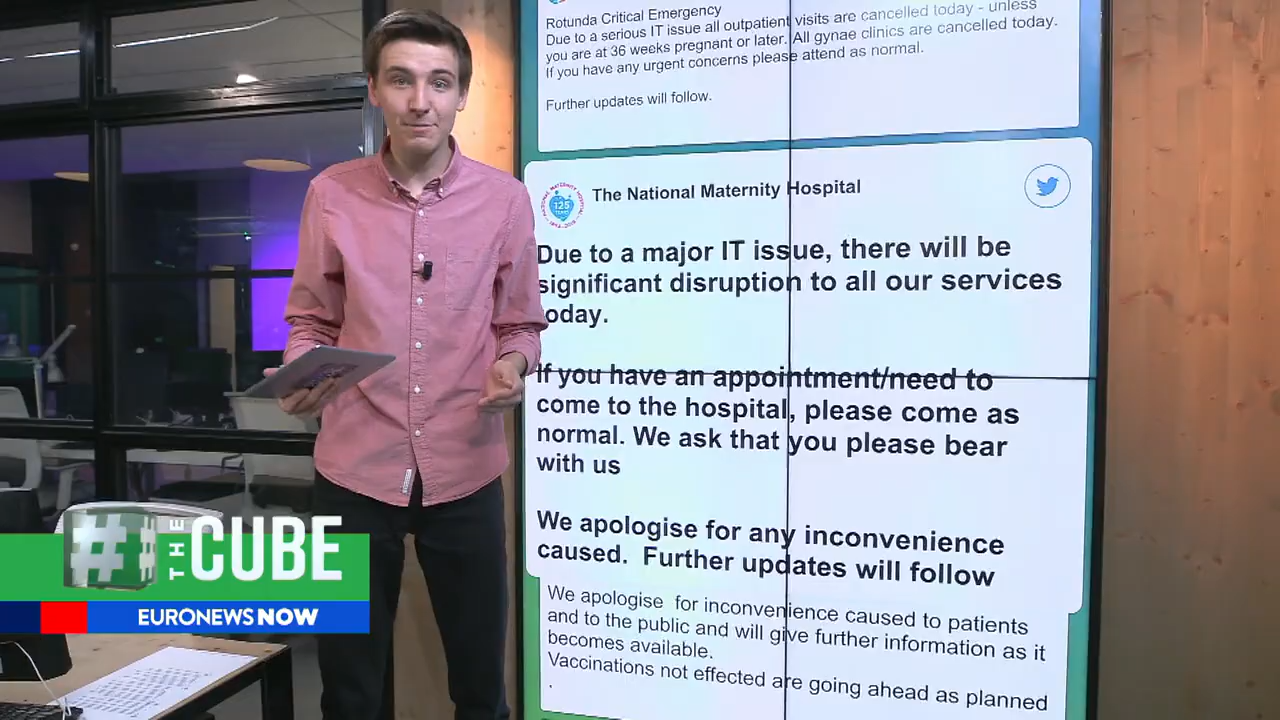 Rotunda Critical Emergency
Due to a serious IT issue all outpatient visits are cancelled today - unless
you are at 36 weeks pregnant or later. All gynae clinics are cancelled today.
If you have any urgent concerns please attend as normal.
Further updates will follow.
The National Maternity Hospital
125
Due to a major IT issue, there will be
significant disruption to all our services
today.
If you have an appointment/need to
come to the hospital, please come as
normal. We ask that you please bear
with us
We apologise for any inconvenience
caused. Further updates will follow
We apologise for inconvenience caused to patients
and to the public and will give further information as it
becomes available.
Vaccinations not effected are going ahead as planned
.
# # THE CUBE
EURONEWS NOW